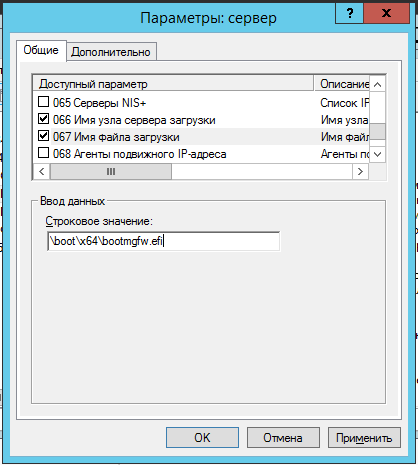 Параметры: сервер
?
Общие
Дополнительно
Доступный параметр Описание
065 Серверы NIS+ Список IP
066 Имя узла сервера загрузки Имя узла
067 Имя файла загрузки Имя файл
068 Агенты подвижного IP-адреса Агенты по
Ввод данных
Строковое значение:
\boot\x64\bootmgfw.efi
OK
Отмена
Применить